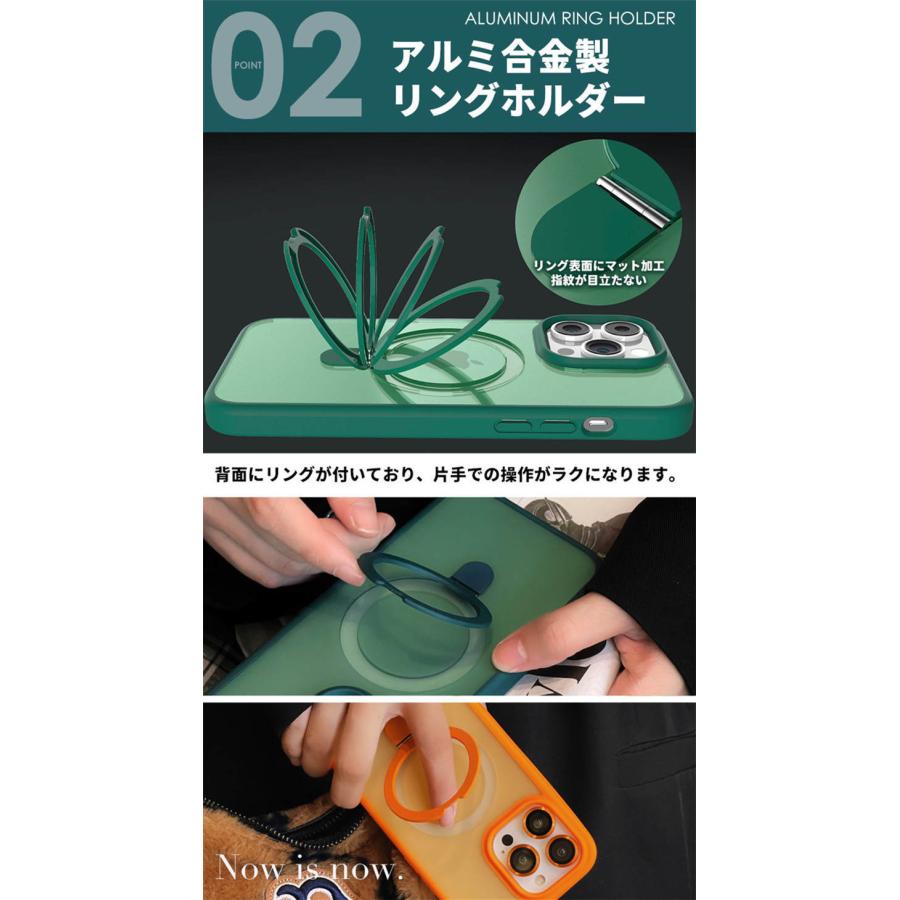 ALUMINUM RING HOLDER
02
POINT
アルミ合金製
リングホルダー
リング表面にマット加工
指紋が目立たない
背面にリングが付いており、片手での操作がラクになります。
Now is now.